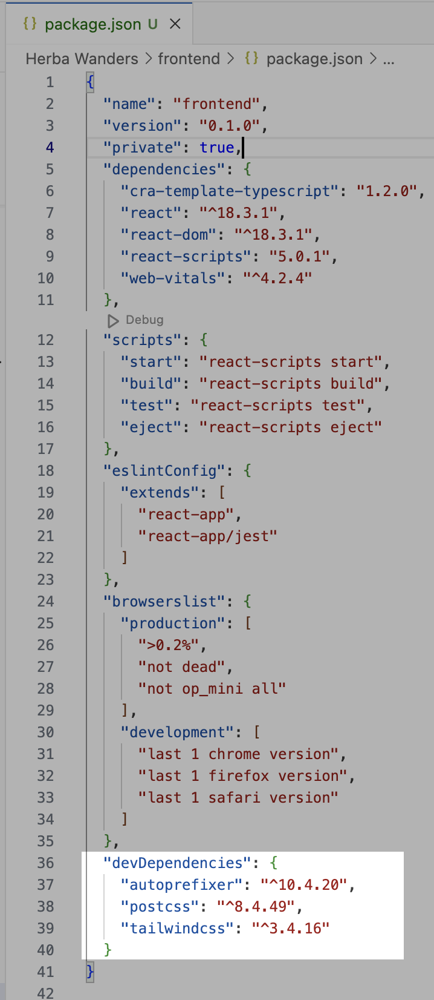 {} package.json U ×
Herba Wanders > frontend > {} package.json > ...
1 {
2 "name": "frontend",
3 "version": "0.1.0",
4 "private": true,
5 "dependencies": {
6 "cra-template-typescript": "1.2.0",
7 "react": "^18.3.1",
8 "react-dom": "^18.3.1",
9 "react-scripts": "5.0.1",
10 "web-vitals": "^4.2.4"
11 },
Debug
12 "scripts": {
13 "start": "react-scripts start",
14 "build": "react-scripts build",
15 "test": "react-scripts test",
16 "eject": "react-scripts eject"
17 },
18 "eslintConfig": {
19 "extends": [
20 "react-app",
21 "react-app/jest"
22 ]
23 },
24 "browserslist": {
25 "production": [
26 ">0.2%",
27 "not dead",
28 "not op_mini all"
29 ],
30 "development": [
31 "last 1 chrome version",
32 "last 1 firefox version",
33 "last 1 safari version"
34 ]
35 },
36 "devDependencies": {
37 "autoprefixer": "^10.4.20",
38 "postcss": "^8.4.49",
39 "tailwindcss": "^3.4.16"
40 }
41 }
42